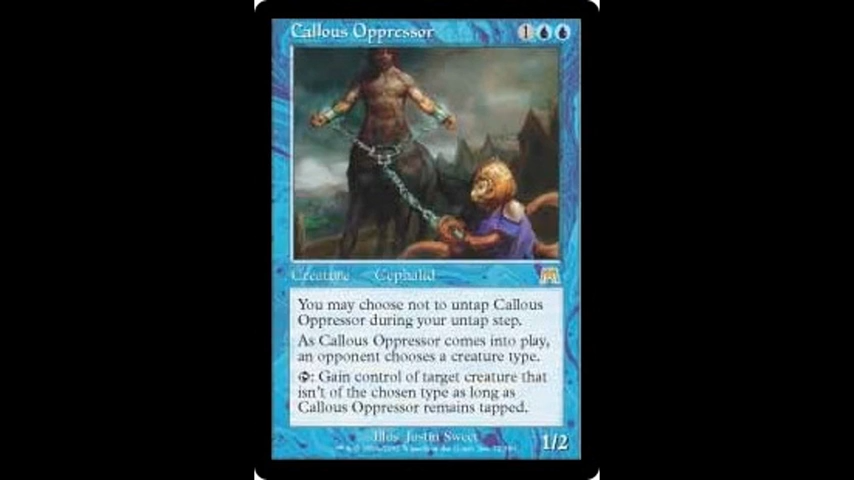 Callous Oppressor
1
Creature Cephalid
You may choose not to untap Callous
Oppressor during your untap step.
As Callous Oppressor comes into play,
an opponent chooses a creature type.
: Gain control of target creature that
isn't of the chosen type as long as
Callous Oppressor remains tapped.
Illus. Justin Sweet
1/2